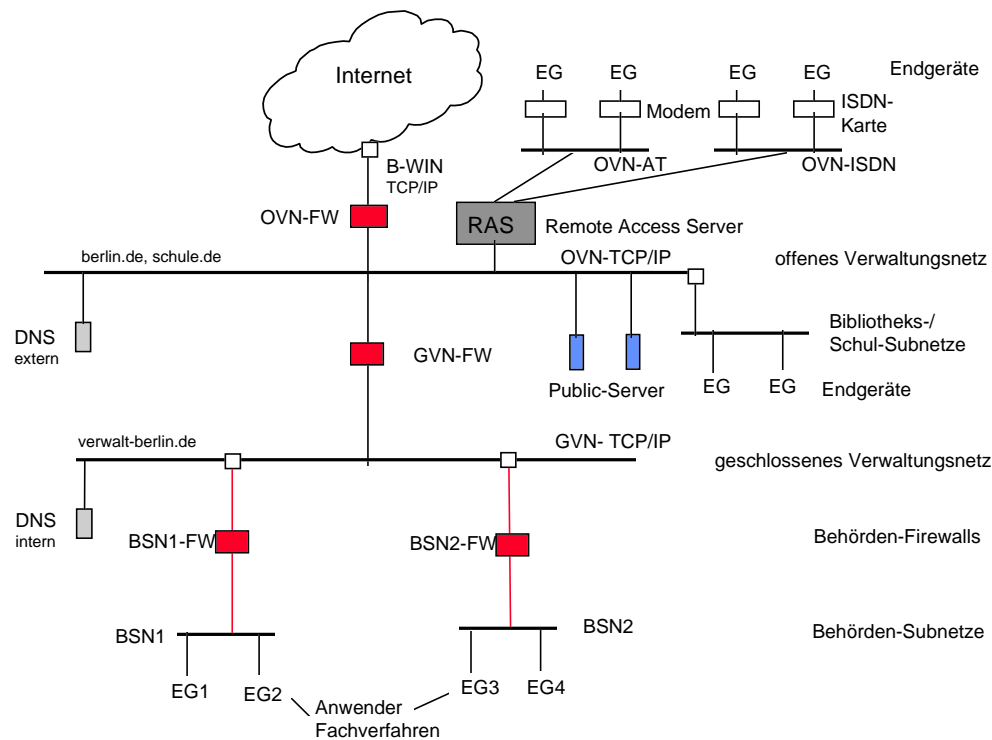 Internet
EG
EG
EG
EG
Endgeräte
Modem
ISDN-
Karte
B-WIN
TCP/IP
OVN-AT
OVN-ISDN
OVN-FW
RAS
Remote Access Server
berlin.de, schule.de
OVN-TCP/IP
offenes Verwaltungsnetz
DNS
extern
GVN-FW
Bibliotheks-/
Schul-Subnetze
Public-Server
EG
EG
Endgeräte
verwalt-berlin.de
GVN- TCP/IP
geschlossenes Verwaltungsnetz
DNS
intern
BSN1-FW
BSN2-FW
Behörden-Firewalls
BSN1
BSN2
Behörden-Subnetze
EG1
EG2
EG3
EG4
Anwender
Fachverfahren